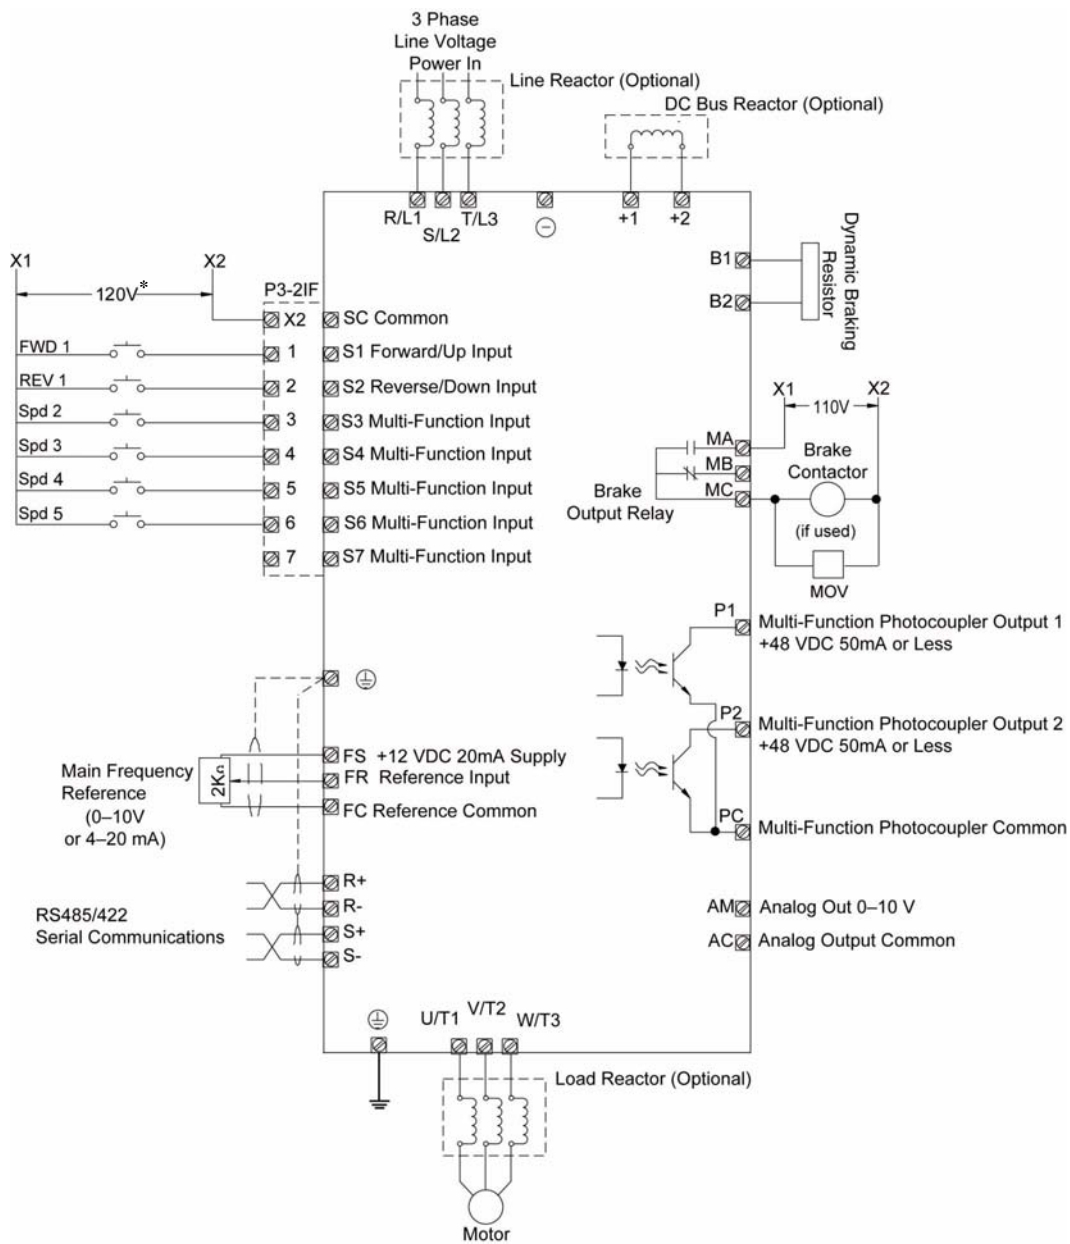 3 Phase
Line Voltage
Power In
Line Reactor (Optional)
DC Bus Reactor (Optional)
R/L1
S/L2
T/L3
+1
+2
B1
B2
Dynamic Braking
Resistor
X1
X2
120V*
P3-2IF
X2
SC Common
FWD 1
1
S1 Forward/Up Input
REV 1
2
S2 Reverse/Down Input
Spd 2
3
S3 Multi-Function Input
Spd 3
4
S4 Multi-Function Input
Spd 4
5
S5 Multi-Function Input
Spd 5
6
S6 Multi-Function Input
7
S7 Multi-Function Input
X1
X2
110V
MA
MB
MC
Brake
Output Relay
Brake
Contactor
(if used)
MOV
P1
Multi-Function Photocoupler Output 1
+48 VDC 50mA or Less
P2
Multi-Function Photocoupler Output 2
+48 VDC 50mA or Less
PC
Multi-Function Photocoupler Common
Main Frequency
Reference
(0–10V
or 4–20 mA)
2KΩ
FS +12 VDC 20mA Supply
FR Reference Input
FC Reference Common
RS485/422
Serial Communications
R+
R-
S+
S-
AM
Analog Out 0–10 V
AC
Analog Output Common
U/T1
V/T2
W/T3
Load Reactor (Optional)
Motor